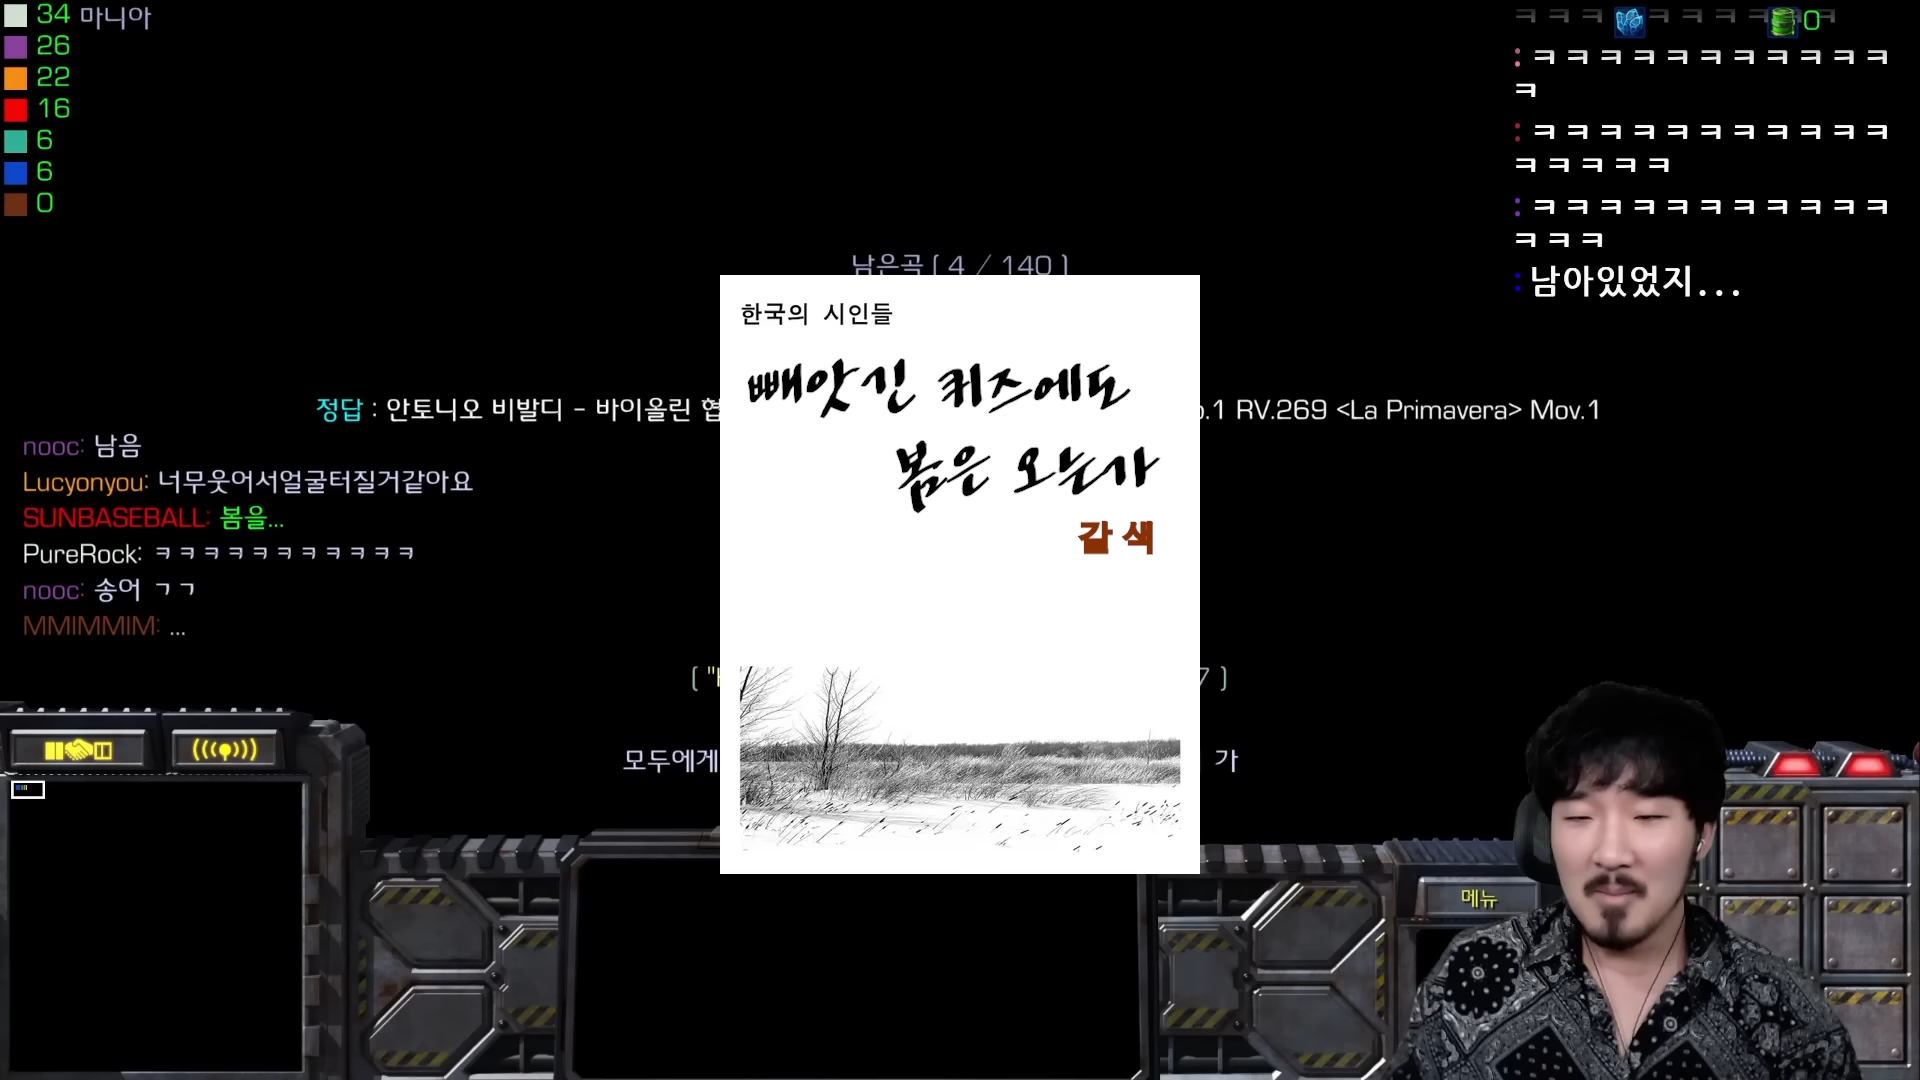 34 마니아
26
22
16
6
6
0
ㅋㅋㅋㅋㅋㅋㅋㅋㅋ 0
: ㅋㅋㅋㅋㅋㅋㅋㅋㅋㅋㅋ
ㅋ
: ㅋㅋㅋㅋㅋㅋㅋㅋㅋㅋㅋ
ㅋㅋㅋㅋㅋ
: ㅋㅋㅋㅋㅋㅋㅋㅋㅋㅋㅋ
ㅋㅋㅋ
: 남아있었지...
남은곡 ( 4 / 140 )
한국의 시인들
빼앗긴 퀴즈에도
봄은 오는가
갈색
정답 : 안토니오 비발디 - 바이올린 협 .1 RV.269 <La Primavera> Mov.1
nooc: 남음
Lucyonyou: 너무웃어서얼굴터질거같아요
SUNBASEBALL: 봄을...
PureRock: ㅋㅋㅋㅋㅋㅋㅋㅋㅋㅋㅋ
nooc: 송어 ㄱㄱ
MMIMMIM: ...
모두에게 가
메뉴